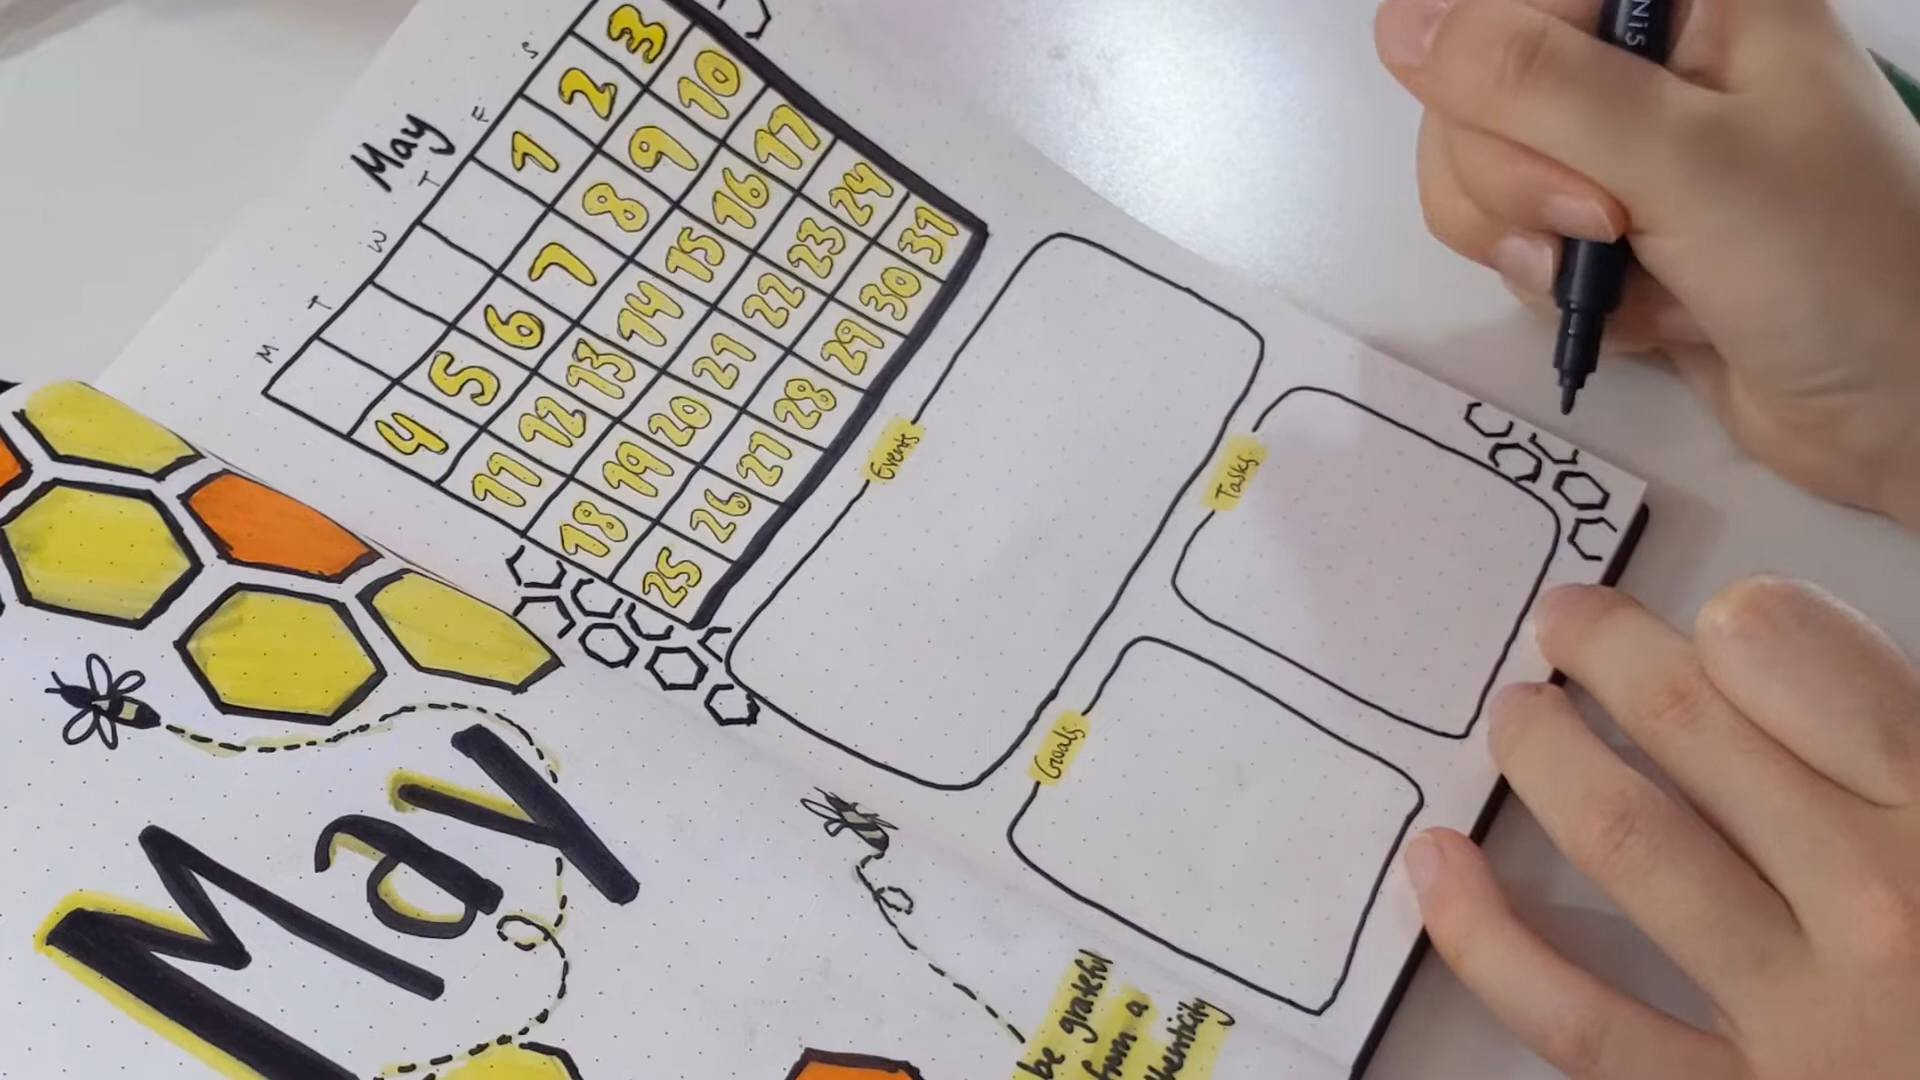 May
M T W T F S
1 2 3
4 5 6 7 8 9 10
11 12 13 14 15 16 17
18 19 20 21 22 23 24
25 26 27 28 29 30 31
Events
Tasks
Goals
May
be grateful
from a